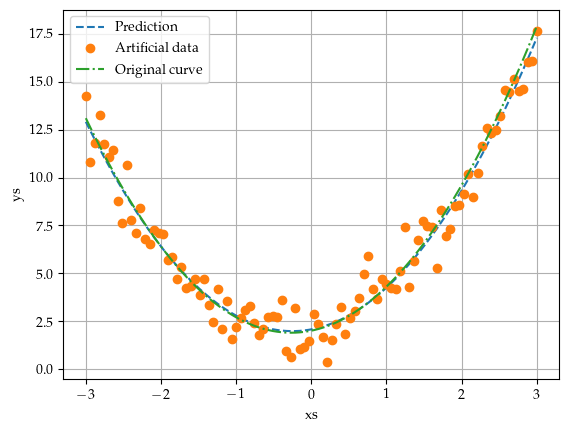 Prediction
Artificial data
Original curve
17.5
15.0
12.5
10.0
7.5
5.0
2.5
0.0
ys
−3 −2 −1 0 1 2 3
xs